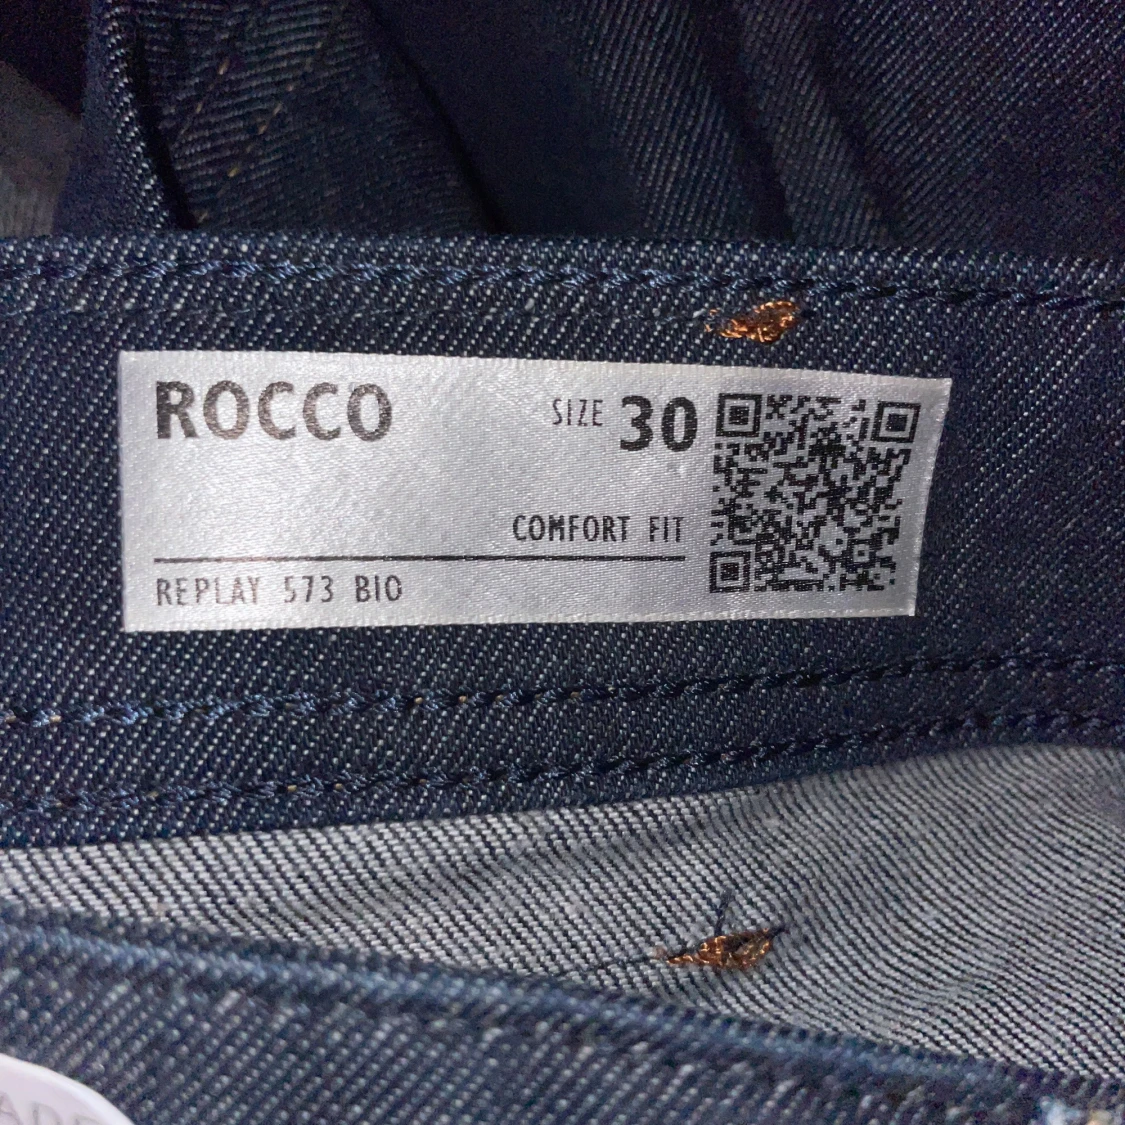 ROCCO
SIZE 30
COMFORT FIT
REPLAY 573 BIO